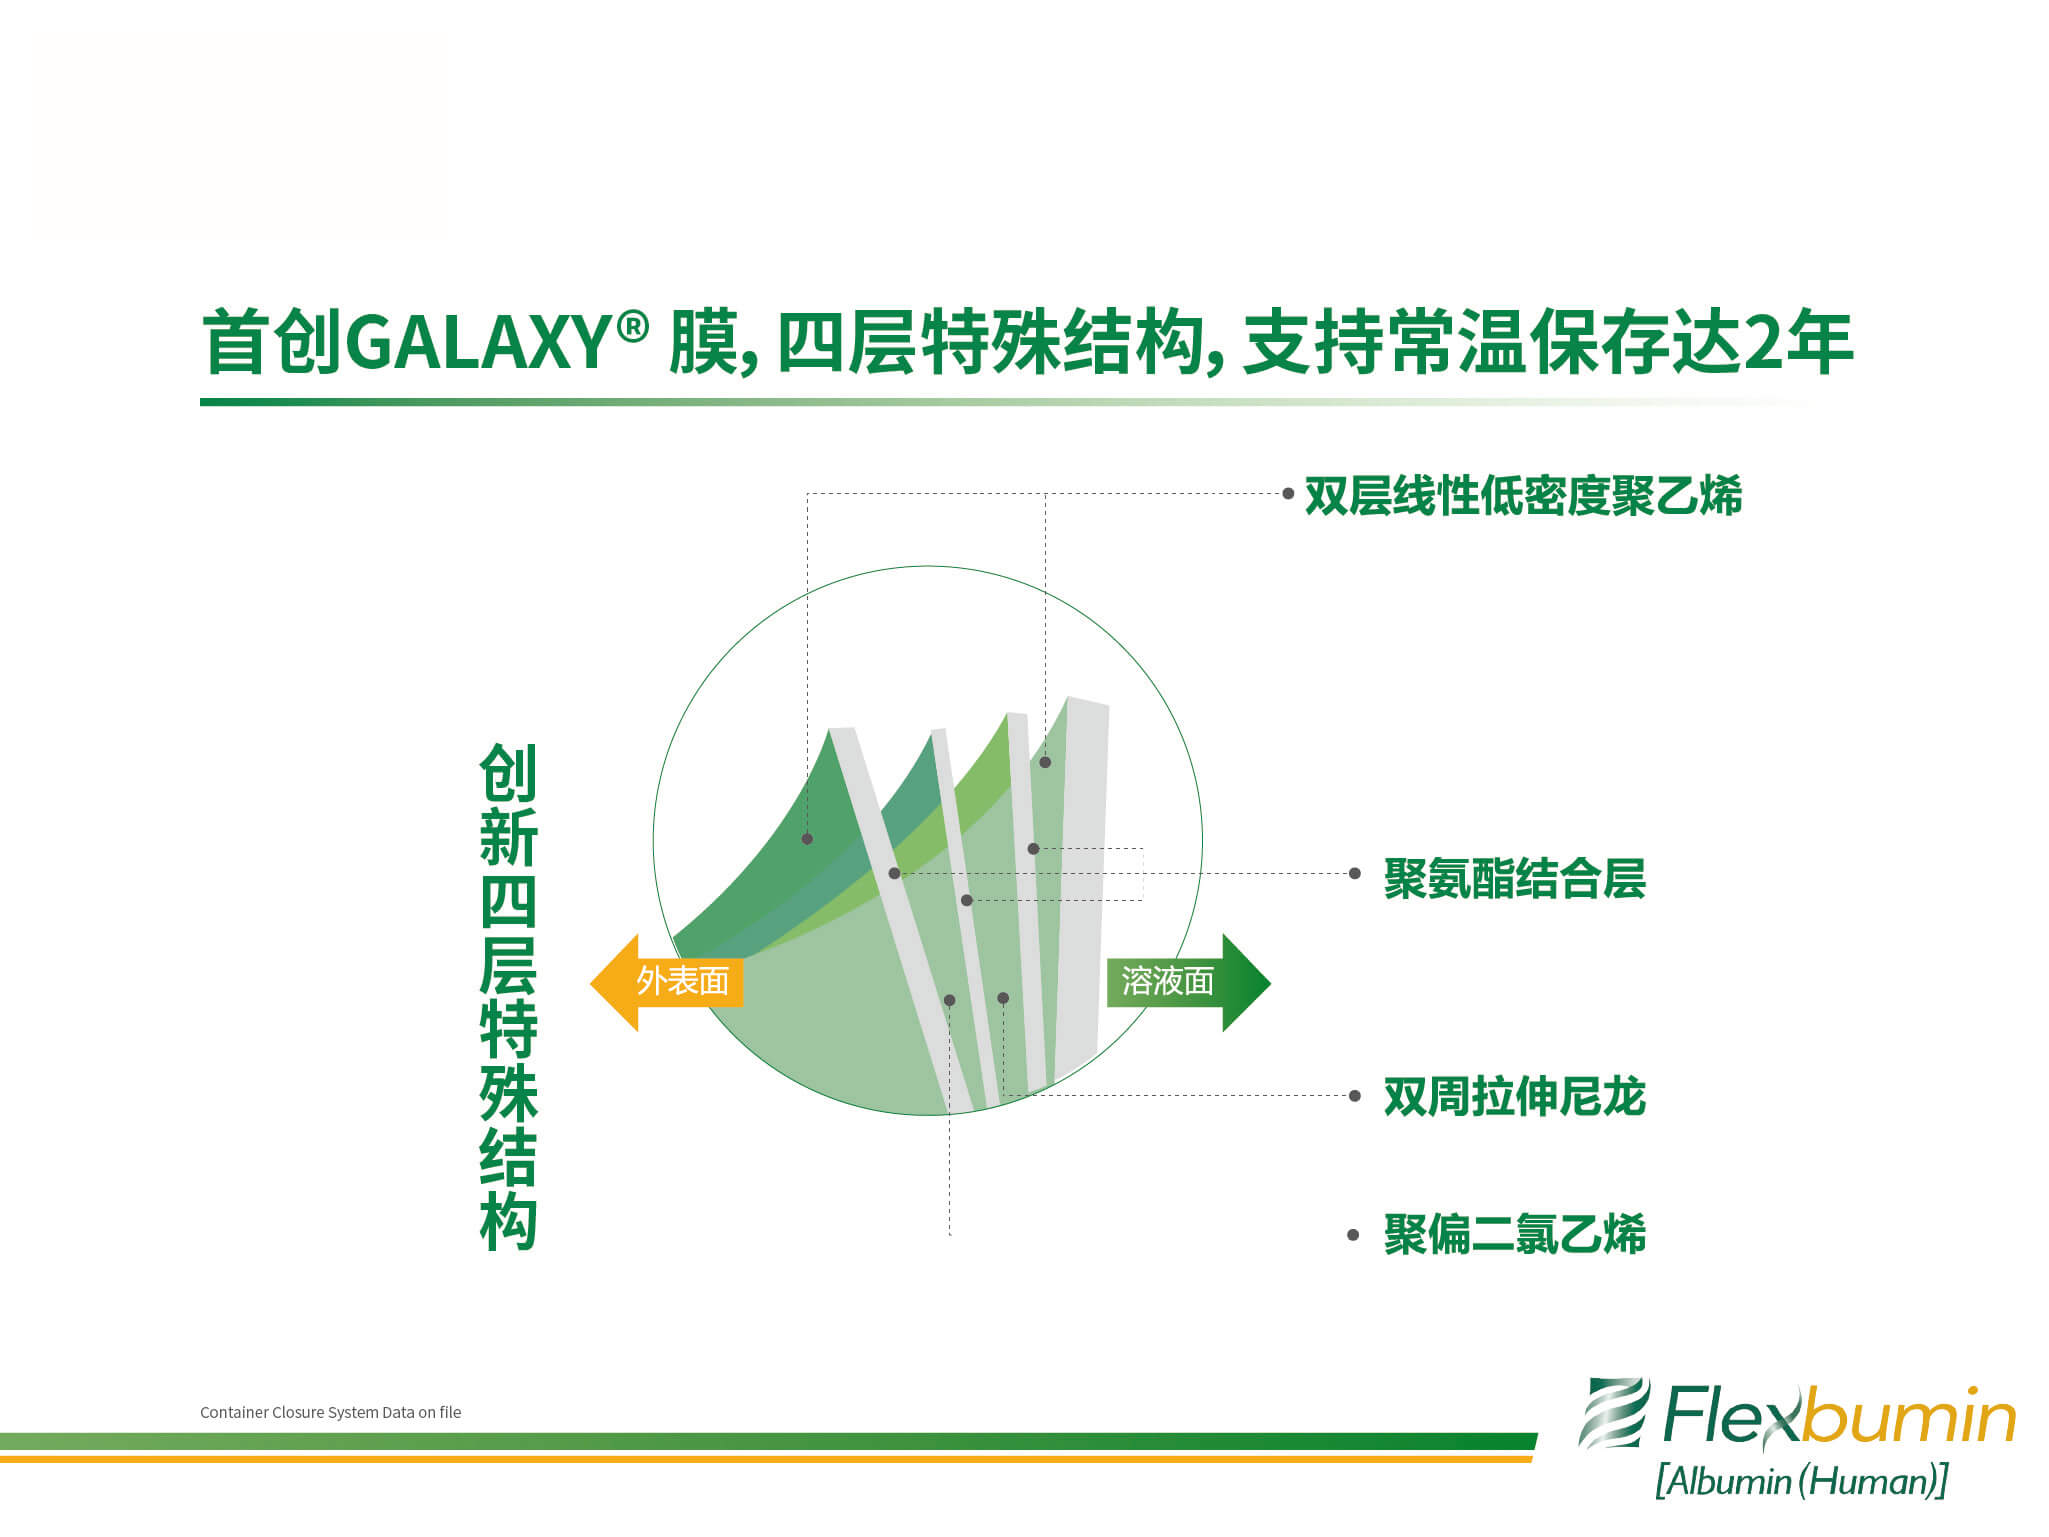 首创GALAXY® 膜，四层特殊结构，支持常温保存达2年
双层线性低密度聚乙烯
创新四层特殊结构
聚氨酯结合层
外表面
溶液面
双周拉伸尼龙
聚偏二氯乙烯
Container Closure System Data on file
Flexbumin
[Albumin (Human)]